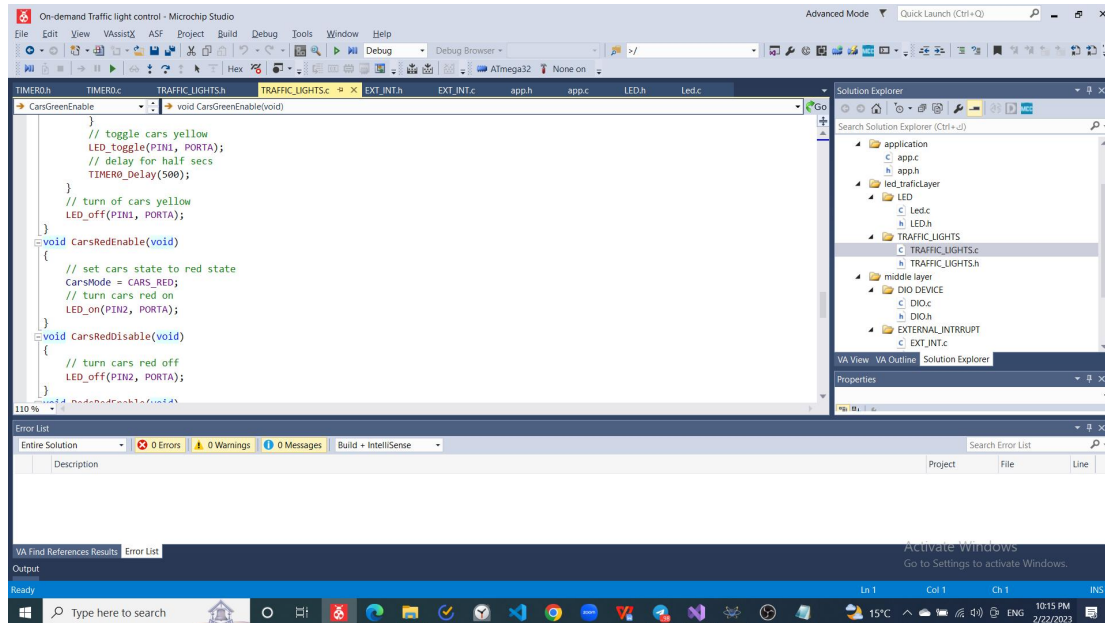 On-demand Traffic light control - Microchip Studio
Advanced Mode
Quick Launch (Ctrl+Q)
File Edit View VAssistX ASF Project Build Debug Tools Window Help
Debug
Debug Browser
>/
Hex
ATmega32 None on
TIMER0.h TIMER0.c TRAFFIC_LIGHTS.h TRAFFIC_LIGHTS.c EXT_INT.h EXT_INT.c app.h app.c LED.h Led.c
CarsGreenEnable void CarsGreenEnable(void) Go
}
// toggle cars yellow
LED_toggle(PIN1, PORTA);
// delay for half secs
TIMER0_Delay(500);
}
// turn of cars yellow
LED_off(PIN1, PORTA);
}
void CarsRedEnable(void)
{
// set cars state to red state
CarsMode = CARS_RED;
// turn cars red on
LED_on(PIN2, PORTA);
}
void CarsRedDisable(void)
{
// turn cars red off
LED_off(PIN2, PORTA);
}
110 %
Solution Explorer
Search Solution Explorer (Ctrl+د)
application
app.c
app.h
led_traficLayer
LED
Led.c
LED.h
TRAFFIC_LIGHTS
TRAFFIC_LIGHTS.c
TRAFFIC_LIGHTS.h
middle layer
DIO DEVICE
DIO.c
DIO.h
EXTERNAL_INTRRUPT
EXT_INT.c
VA View VA Outline Solution Explorer
Properties
Error List
Entire Solution 0 Errors 0 Warnings 0 Messages Build + IntelliSense
Search Error List
Description Project File Line
VA Find References Results Error List
Output
Activate Windows
Go to Settings to activate Windows.
Ready Ln 1 Col 1 Ch 1 INS
Type here to search
15°C ENG 10:15 PM
2/22/2023